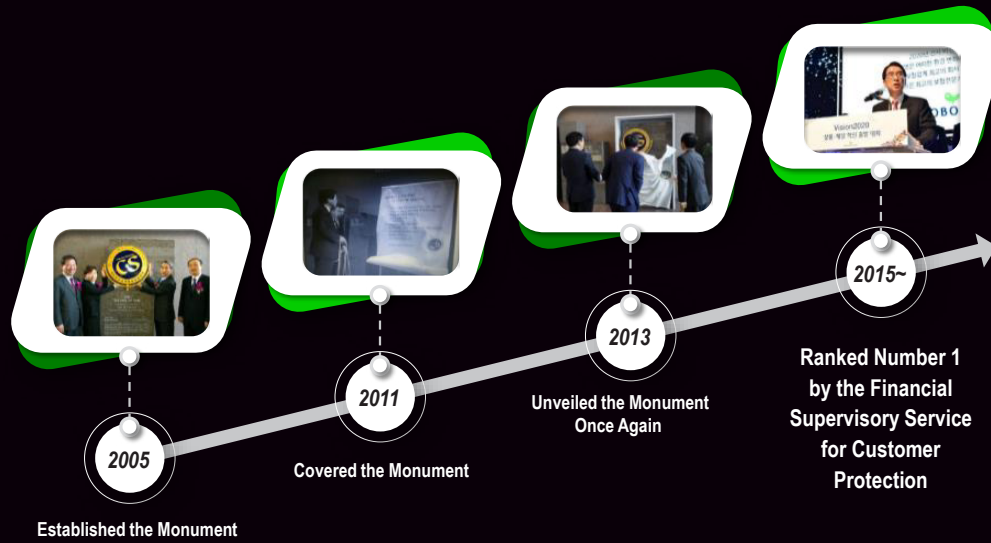 2005
Established the Monument
2011
Covered the Monument
2013
Unveiled the Monument
Once Again
2015~
Ranked Number 1
by the Financial
Supervisory Service
for Customer
Protection
Vision2020